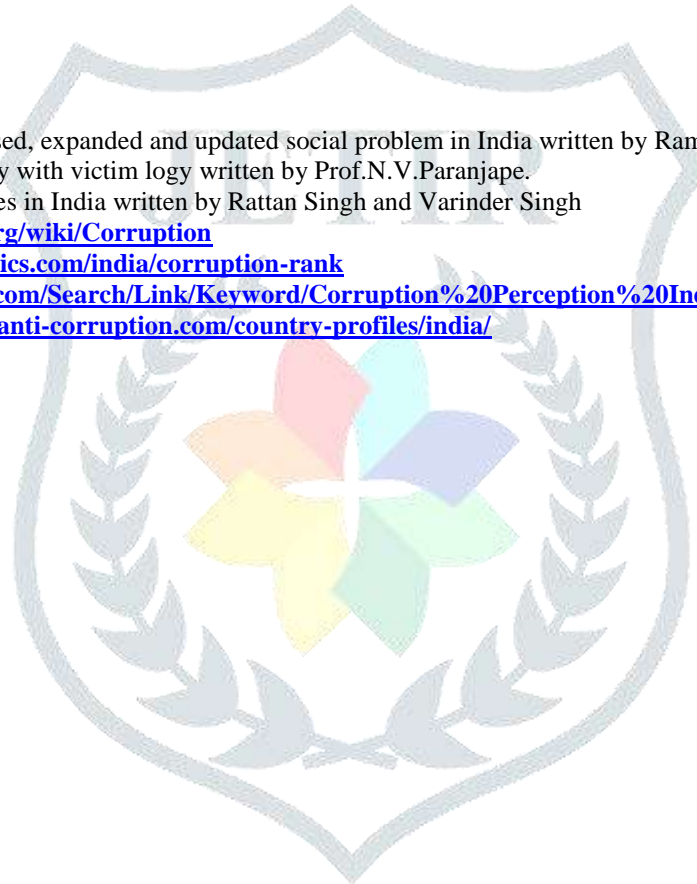 sed, expanded and updated social problem in India written by Ram
y with victim logy written by Prof.N.V.Paranjape.
es in India written by Rattan Singh and Varinder Singh
rg/wiki/Corruption
ics.com/india/corruption-rank
com/Search/Link/Keyword/Corruption%20Perception%20In
anti-corruption.com/country-profiles/india/
JETIR